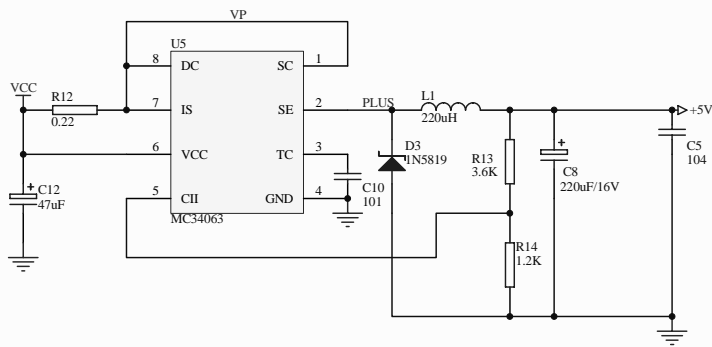 VP
U5
8
DC
SC
1
VCC
R12
0.22
7
IS
SE
2
PLUS
L1
220uH
+5V
6
VCC
TC
3
D3
1N5819
R13
3.6K
+
C8
220uF/16V
C5
104
5
CII
GND
4
C10
101
+
C12
47uF
MC34063
R14
1.2K